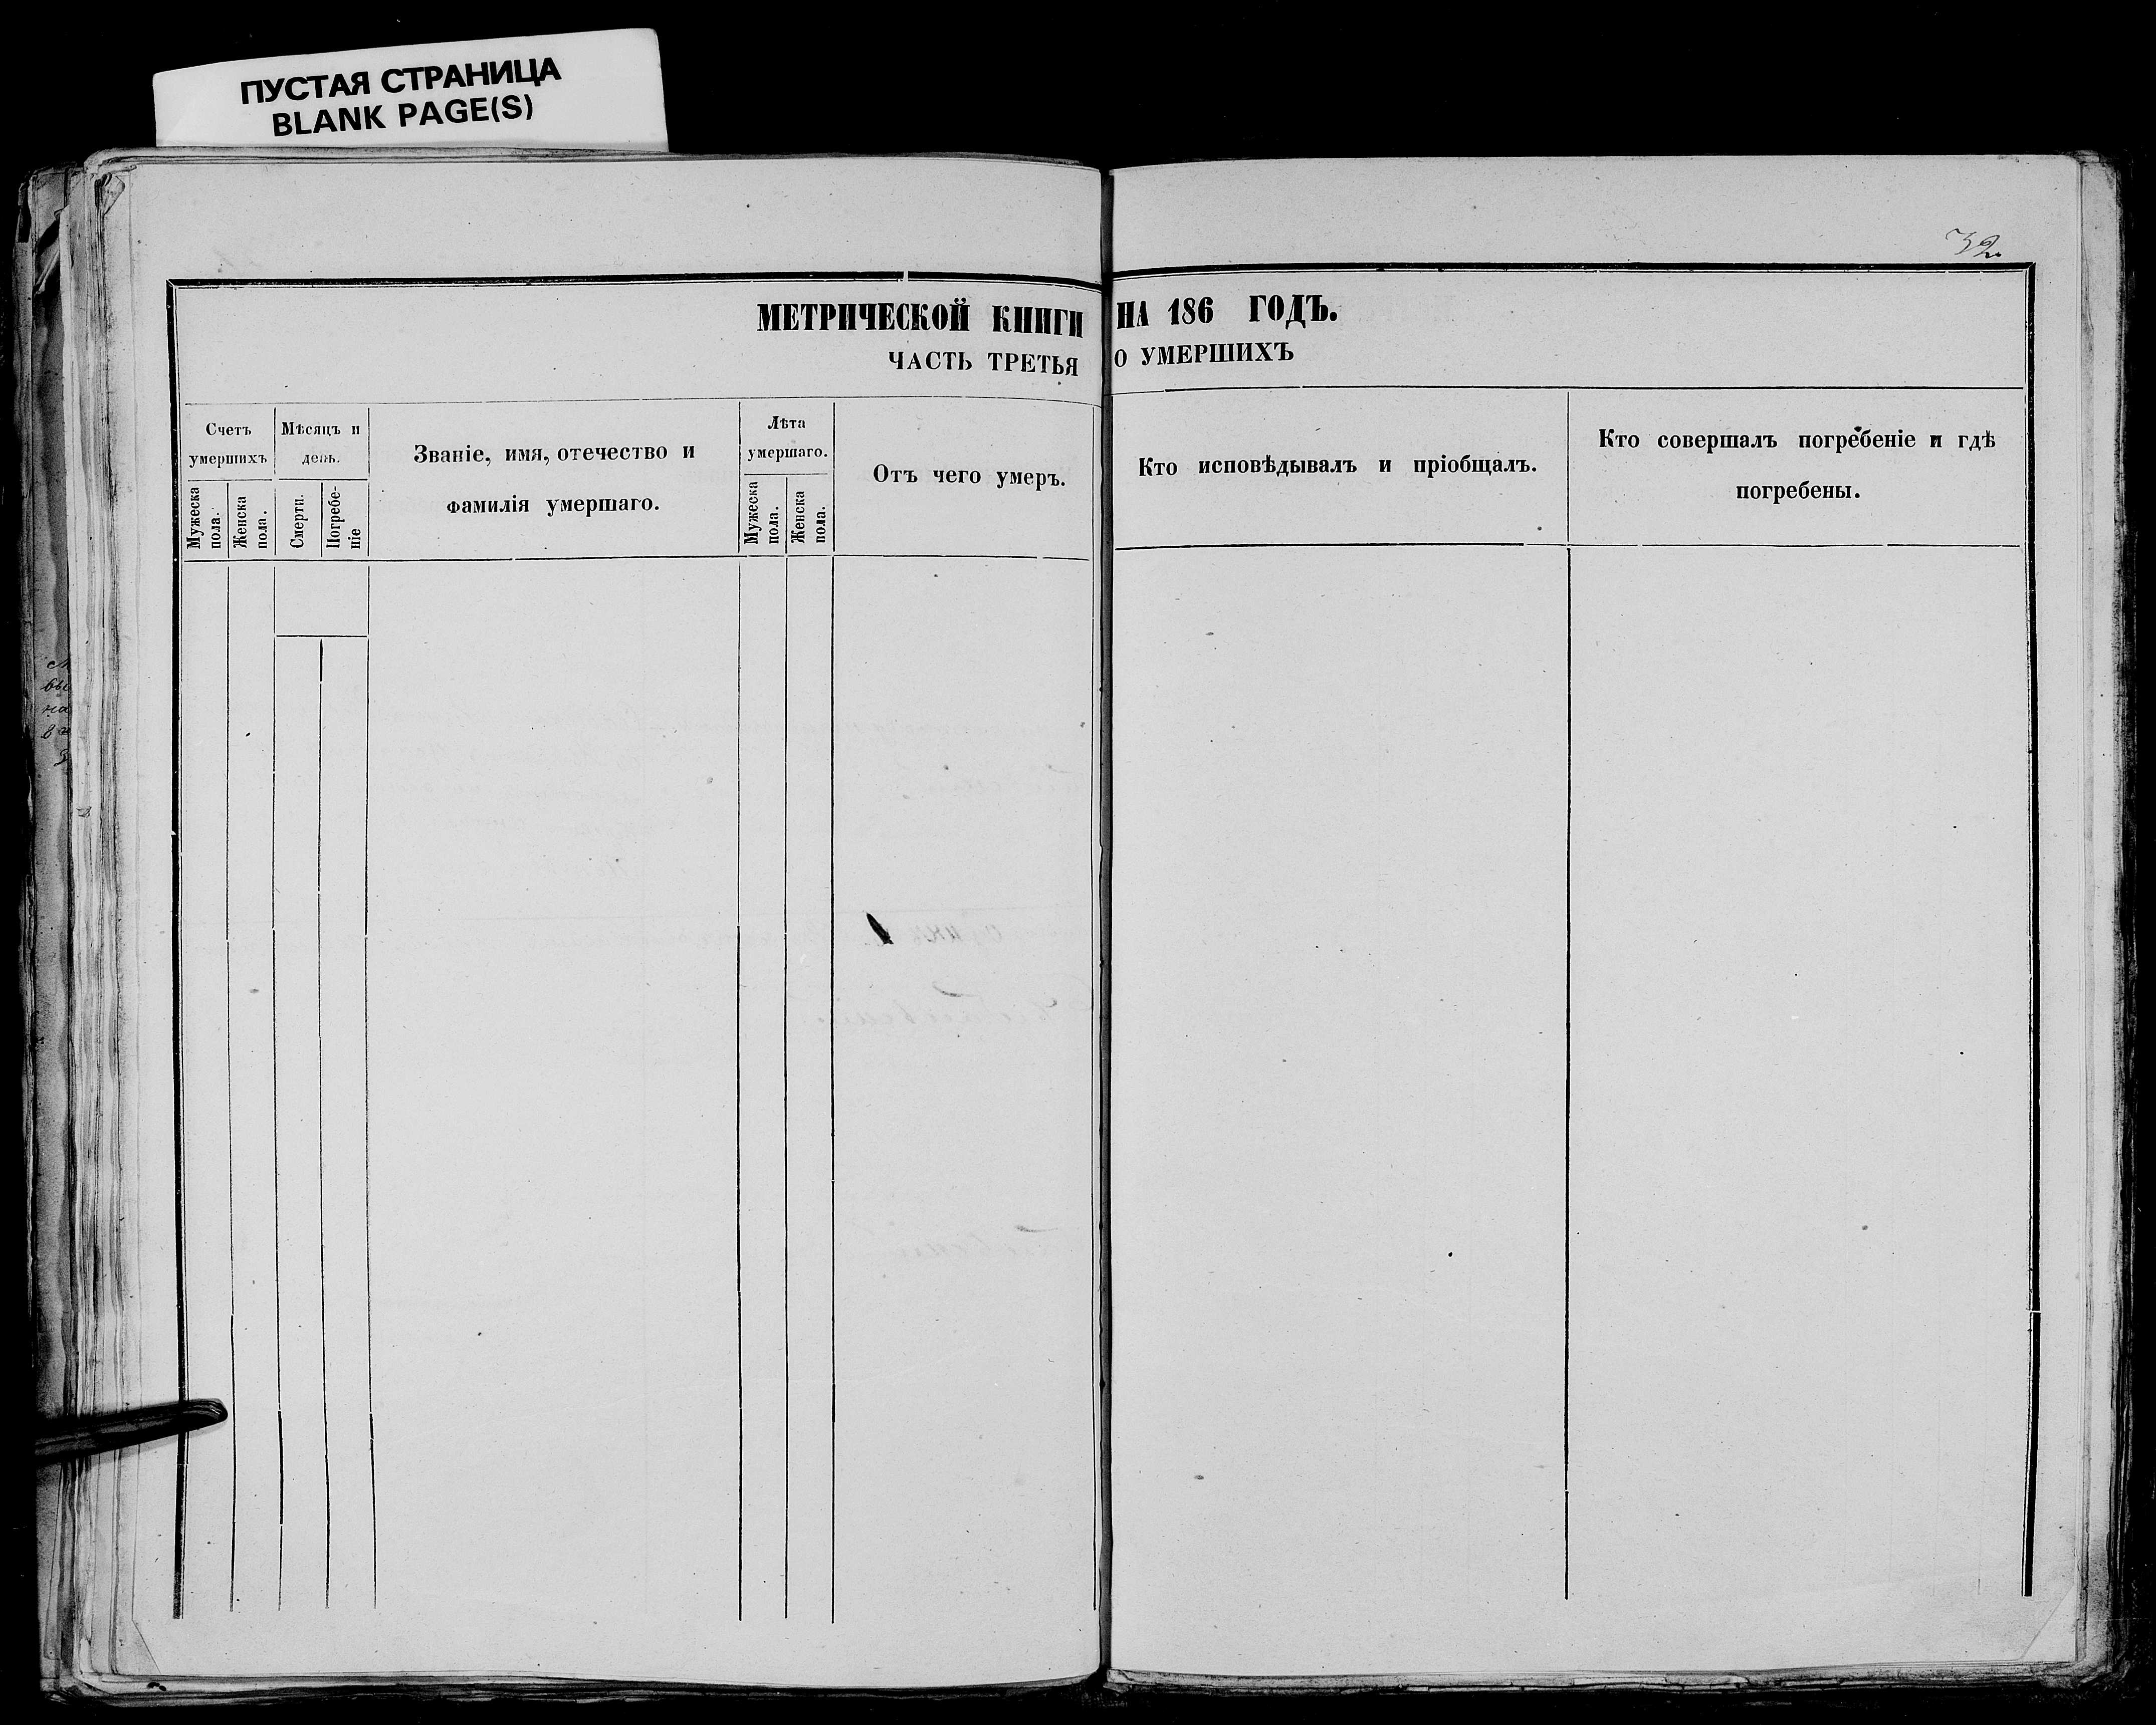 ПУСТАЯ СТРАНИЦА
BLANK PAGE(S)
32
МЕТРИЧЕСКОЙ КНИГИ НА 186 ГОДЪ.
ЧАСТЬ ТРЕТЬЯ О УМЕРШИХЪ
Счетъ
умершихъ
Мужеска
пола.
Женска
пола.
Мѣсяцъ и
день.
Смерти.
Погребе-
ніе
Званіе, имя, отечество и
фамилія умершаго.
Лѣта
умершаго.
Мужеска
пола.
Женска
пола.
Отъ чего умеръ.
Кто исповѣдывалъ и пріобщалъ.
Кто совершалъ погребеніе и гдѣ
погребены.